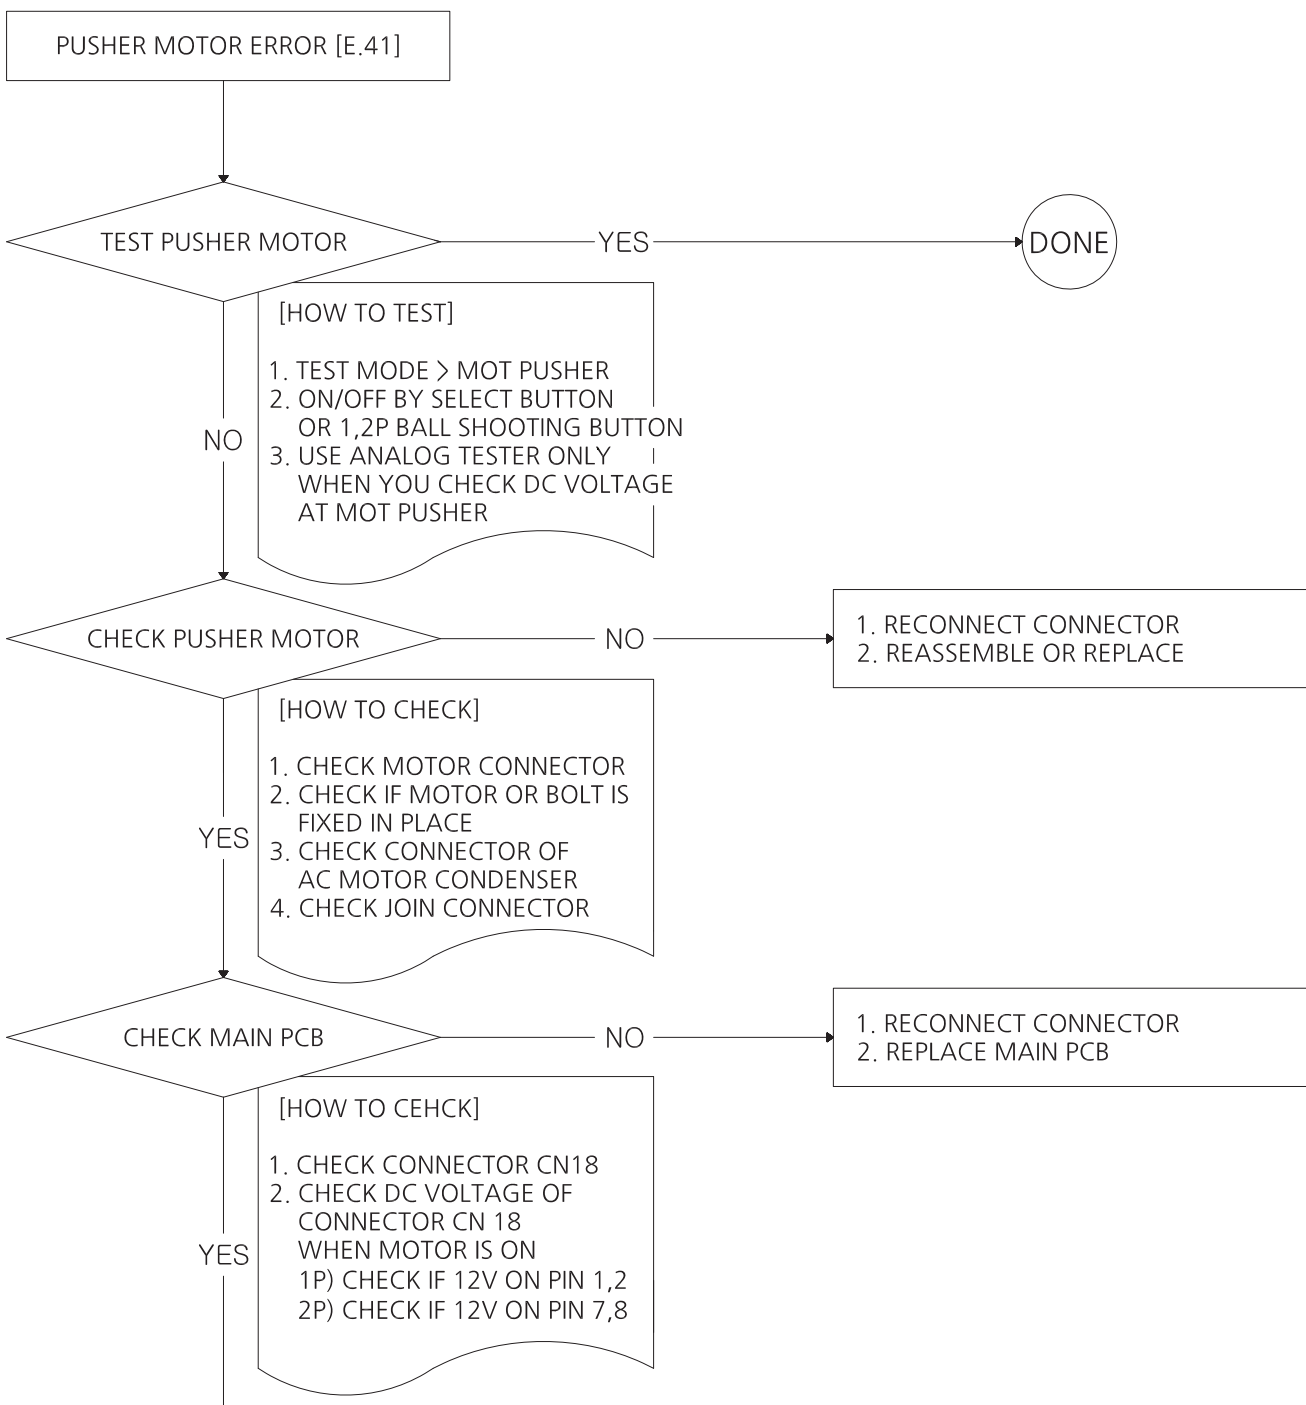 PUSHER MOTOR ERROR [E.41]
TEST PUSHER MOTOR
YES
DONE
[HOW TO TEST]
1. TEST MODE > MOT PUSHER
2. ON/OFF BY SELECT BUTTON
OR 1,2P BALL SHOOTING BUTTON
3. USE ANALOG TESTER ONLY
WHEN YOU CHECK DC VOLTAGE
AT MOT PUSHER
NO
CHECK PUSHER MOTOR
NO
1. RECONNECT CONNECTOR
2. REASSEMBLE OR REPLACE
[HOW TO CHECK]
1. CHECK MOTOR CONNECTOR
2. CHECK IF MOTOR OR BOLT IS
FIXED IN PLACE
3. CHECK CONNECTOR OF
AC MOTOR CONDENSER
4. CHECK JOIN CONNECTOR
YES
CHECK MAIN PCB
NO
1. RECONNECT CONNECTOR
2. REPLACE MAIN PCB
[HOW TO CEHCK]
1. CHECK CONNECTOR CN18
2. CHECK DC VOLTAGE OF
CONNECTOR CN 18
WHEN MOTOR IS ON
1P) CHECK IF 12V ON PIN 1,2
2P) CHECK IF 12V ON PIN 7,8
YES